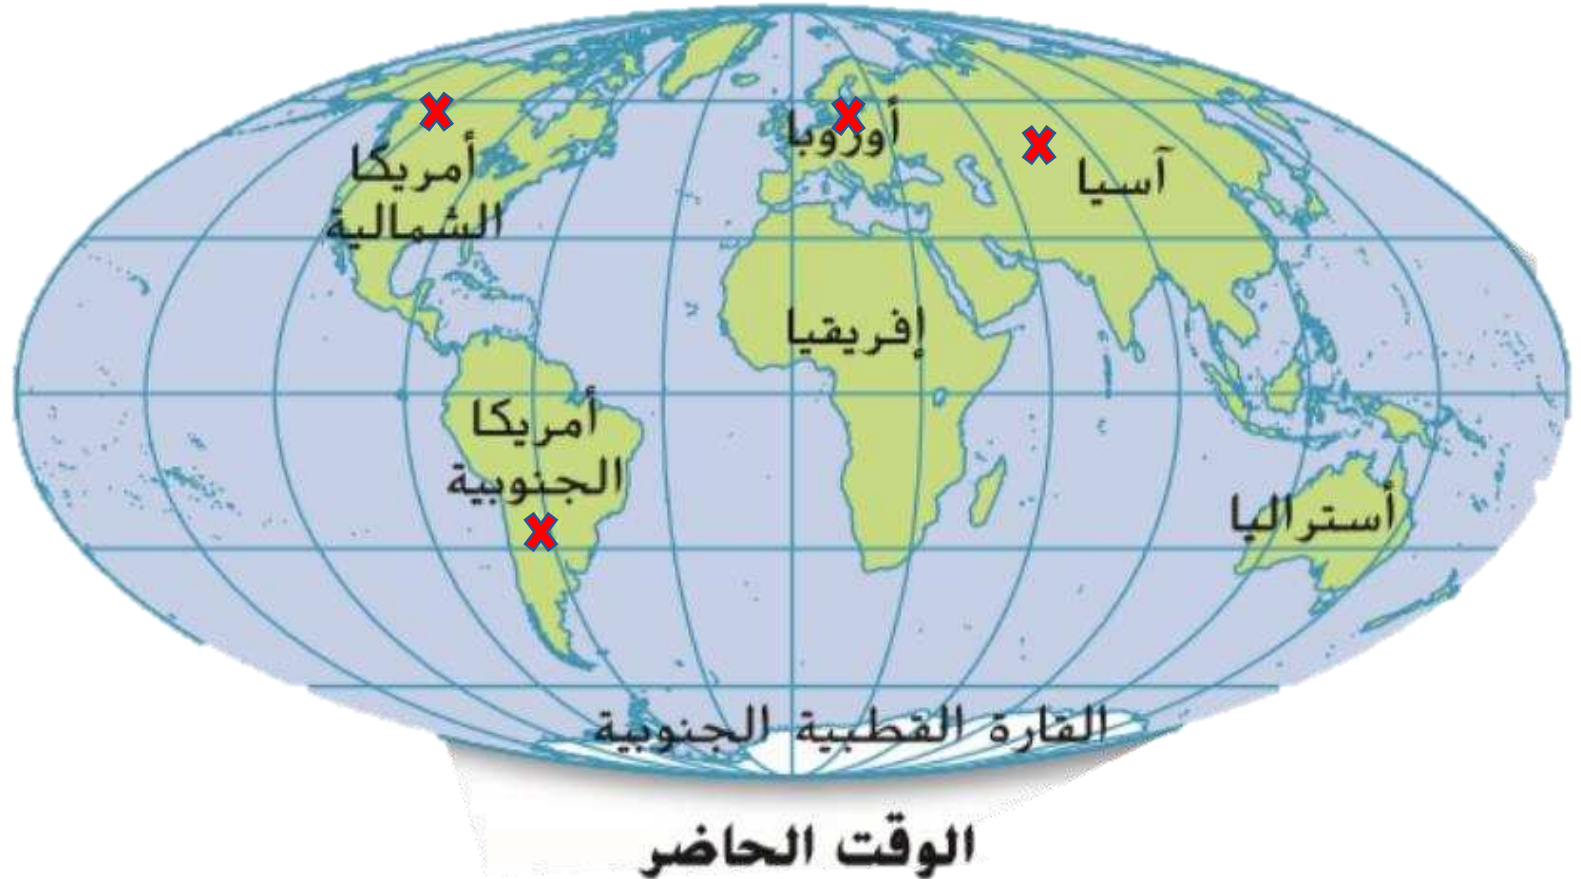 أمريكا
الشمالية
أوروبا
آسيا
إفريقيا
أمريكا
الجنوبية
أستراليا
القارة القطبية الجنوبية
الوقت الحاضر